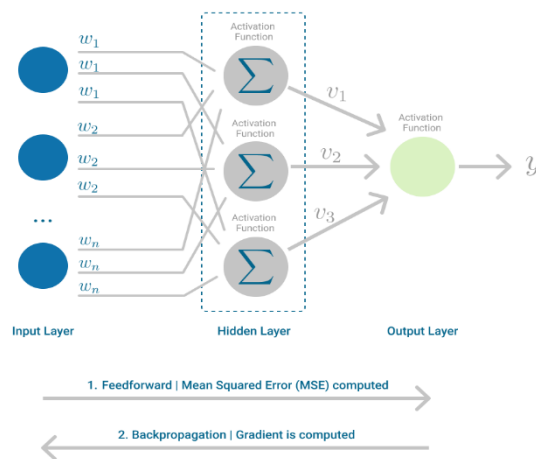 Activation
Function
w₁
w₁
w₁
Σ
v₁
Activation
Function
w₂
w₂
w₂
Σ
v₂
Activation
Function
y
...
Activation
Function
wₙ
wₙ
wₙ
Σ
v₃
Input Layer
Hidden Layer
Output Layer
1. Feedforward | Mean Squared Error (MSE) computed
2. Backpropagation | Gradient is computed